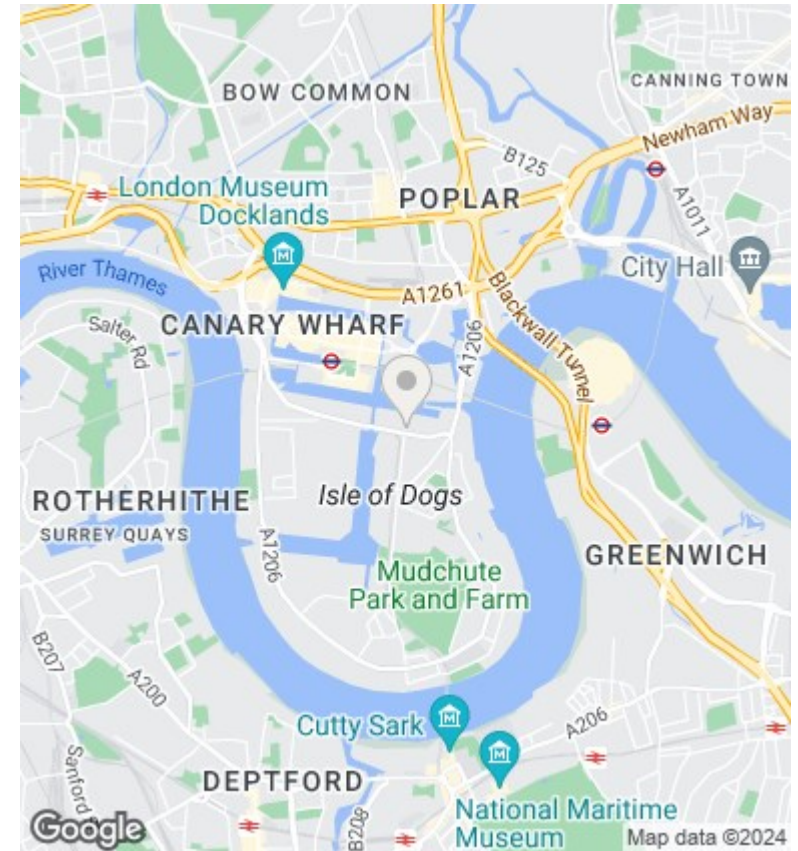 BOW COMMON
CANNING TOWN
Newham Way
B125
London Museum
Docklands
POPLAR
A1011
City Hall
River Thames
A1261
Blackwall Tunnel
Salter Rd
CANARY WHARF
A1206
Isle of Dogs
ROTHERHITHE
SURREY QUAYS
A1206
GREENWICH
Mudchute
Park and Farm
B207
A200
Cutty Sark
A206
Sanford
DEPTFORD
B208
National Maritime
Museum
Google
Map data ©2024